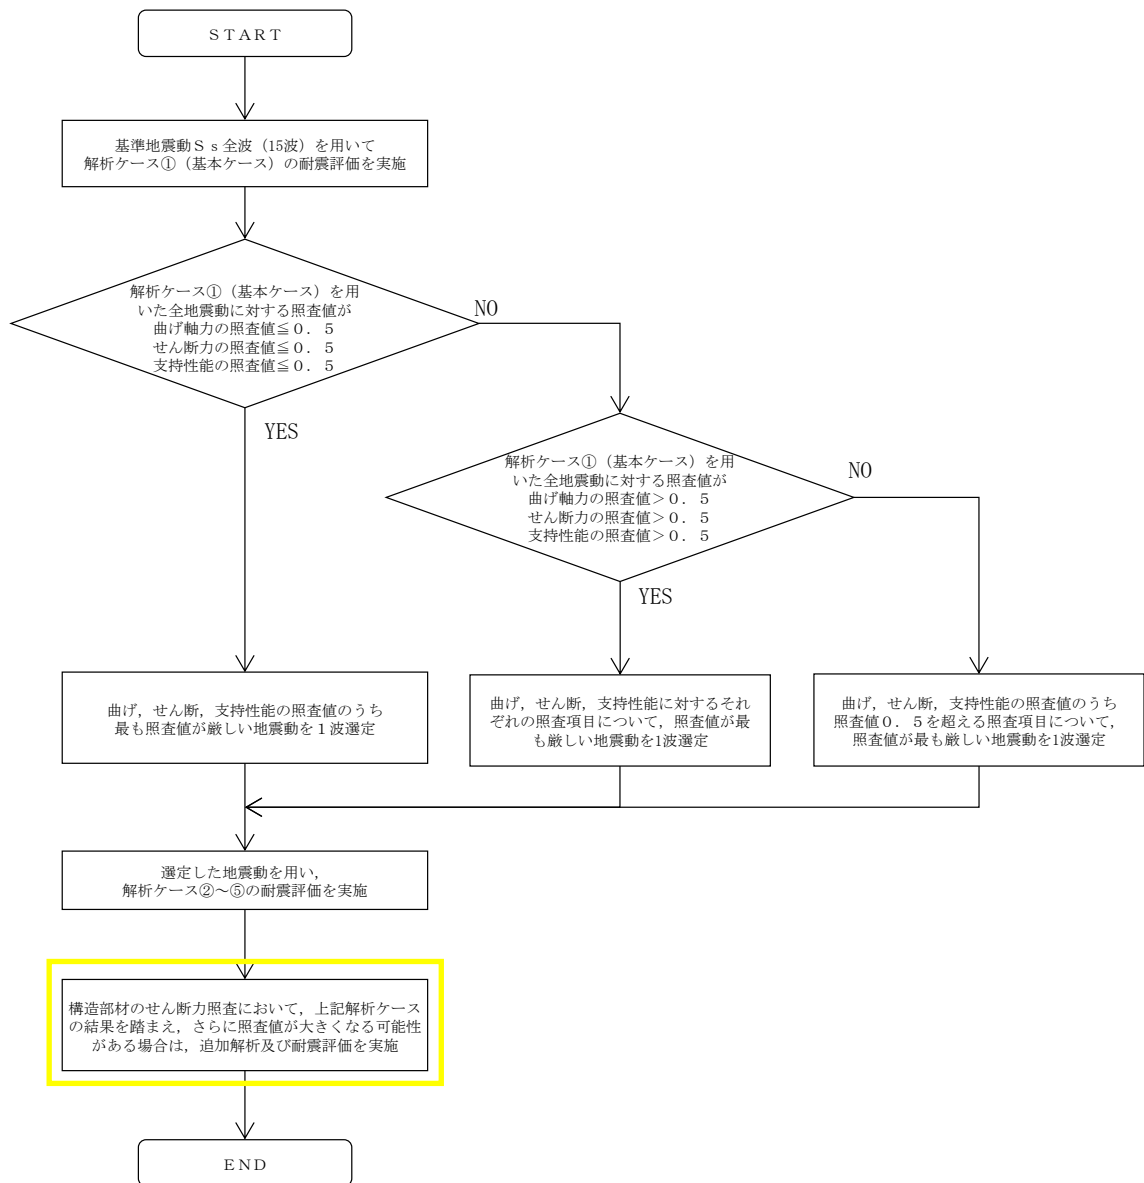 ＳＴＡＲＴ
基準地震動Ｓｓ全波（15波）を用いて
解析ケース①（基本ケース）の耐震評価を実施
解析ケース①（基本ケース）を用
いた全地震動に対する照査値が
曲げ軸力の照査値≦０．５
せん断力の照査値≦０．５
支持性能の照査値≦０．５
NO
YES
解析ケース①（基本ケース）を用
いた全地震動に対する照査値が
曲げ軸力の照査値＞０．５
せん断力の照査値＞０．５
支持性能の照査値＞０．５
NO
YES
曲げ，せん断，支持性能の照査値のうち
最も照査値が厳しい地震動を１波選定
曲げ，せん断，支持性能に対するそれ
ぞれの照査項目について，照査値が最
も厳しい地震動を1波選定
曲げ，せん断，支持性能の照査値のうち
照査値０．５を超える照査項目について，
照査値が最も厳しい地震動を1波選定
選定した地震動を用い，
解析ケース②～⑤の耐震評価を実施
構造部材のせん断力照査において，上記解析ケース
の結果を踏まえ，さらに照査値が大きくなる可能性
がある場合は，追加解析及び耐震評価を実施
ＥＮＤ